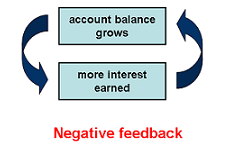 account balance
grows
more interest
earned
Negative feedback